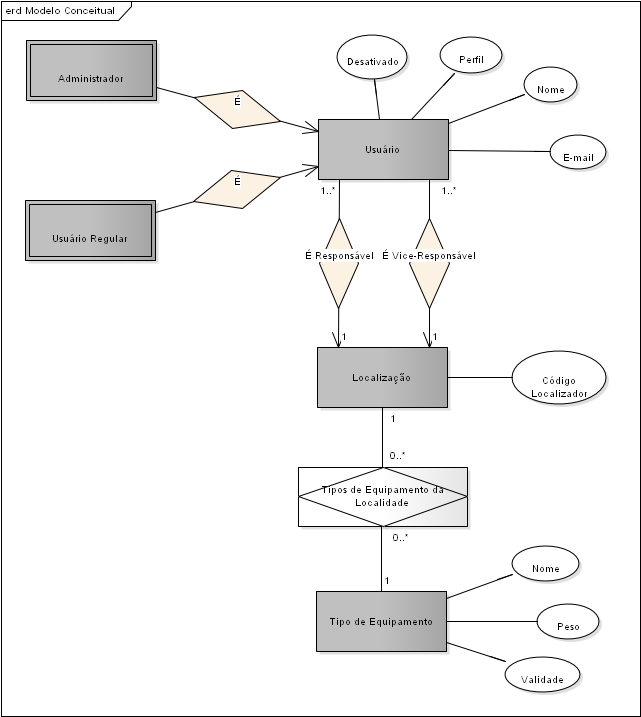 erd Modelo Conceitual
Desativado
Perfil
Administrador
Nome
É
Usuário
E-mail
É
1..*
1..*
Usuário Regular
É Responsável
É Vice-Responsável
1
1
Localização
Código
Localizador
1
0..*
Tipos de Equipamento da
Localidade
0..*
Nome
1
Tipo de Equipamento
Peso
Validade